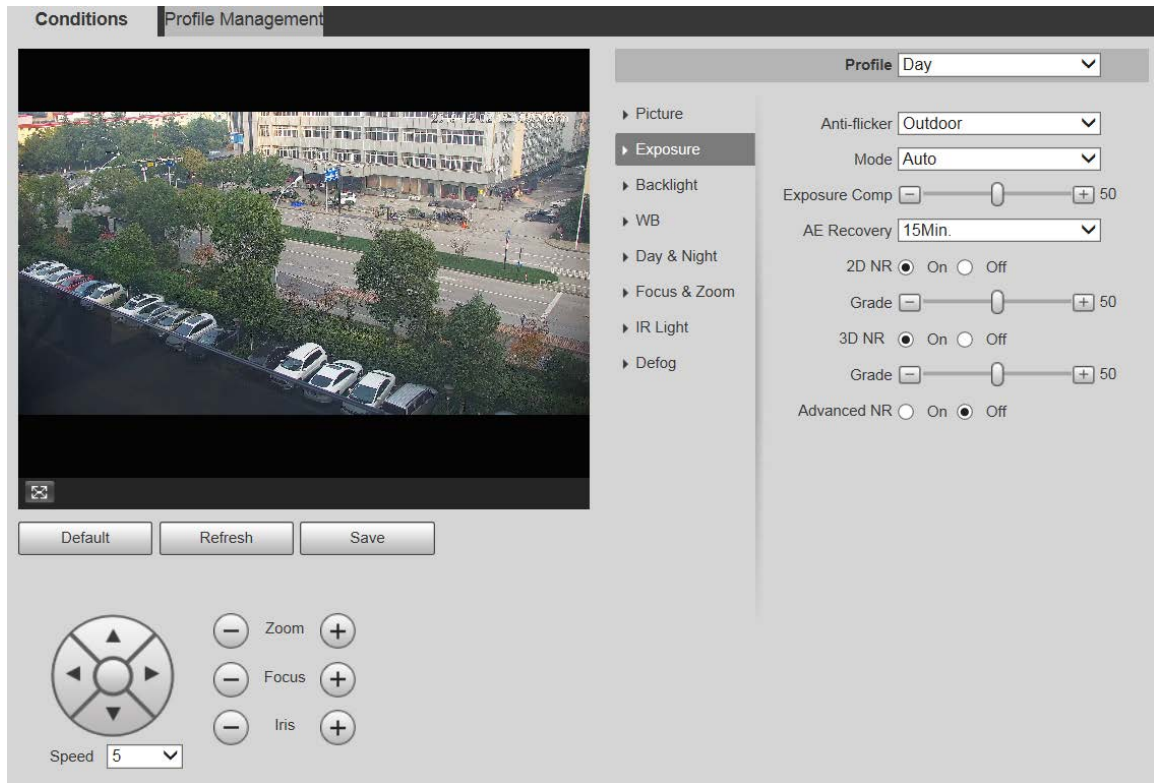 Conditions Profile Management
Profile Day
Picture
Exposure
Backlight
WB
Day & Night
Focus & Zoom
IR Light
Defog
Anti-flicker Outdoor
Mode Auto
Exposure Comp 50
AE Recovery 15Min.
2D NR On Off
Grade 50
3D NR On Off
Grade 50
Advanced NR On Off
Default Refresh Save
Zoom
Focus
Iris
Speed 5